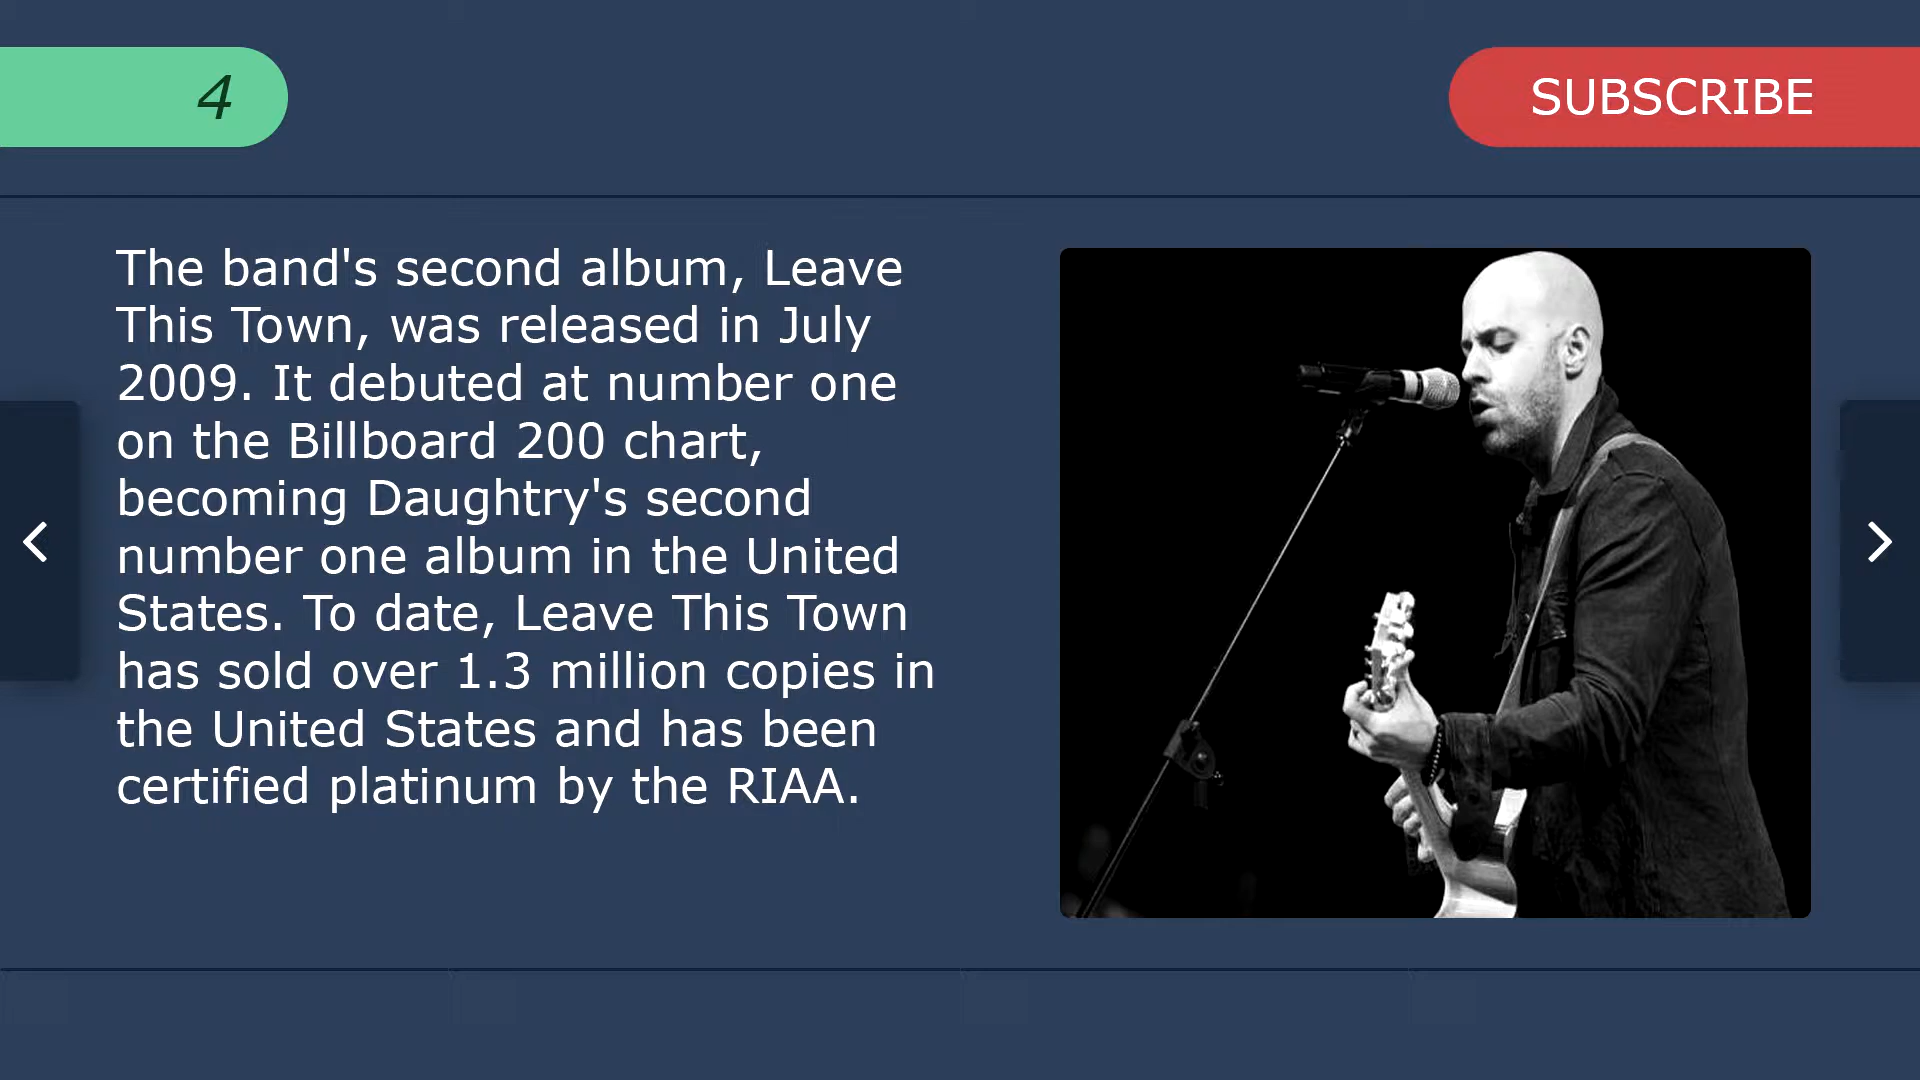 4
SUBSCRIBE
The band's second album, Leave
This Town, was released in July
2009. It debuted at number one
on the Billboard 200 chart,
becoming Daughtry's second
number one album in the United
States. To date, Leave This Town
has sold over 1.3 million copies in
the United States and has been
certified platinum by the RIAA.